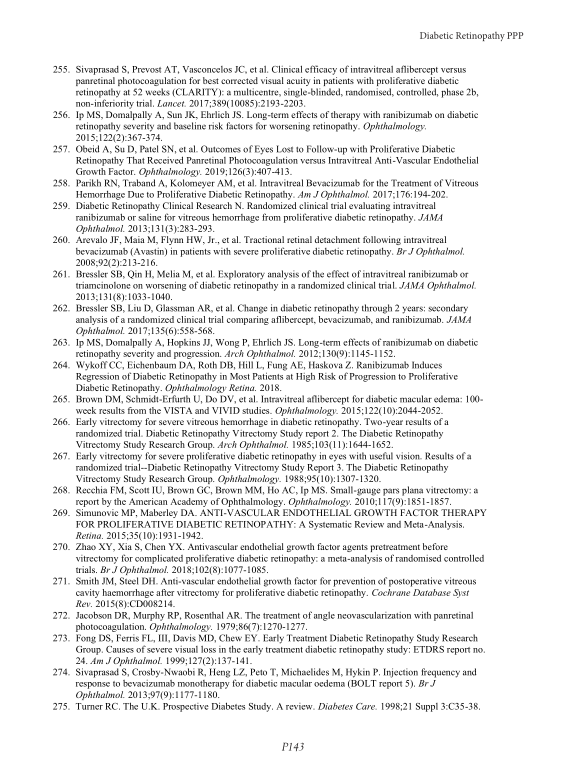 Diabetic Retinopathy PPP
255. Sivaprasad S, Prevost AT, Vasconcelos JC, et al. Clinical efficacy of intravitreal aflibercept versus
panretinal photocoagulation for best corrected visual acuity in patients with proliferative diabetic
retinopathy at 52 weeks (CLARITY): a multicentre, single-blinded, randomised, controlled, phase 2b,
non-inferiority trial. Lancet. 2017;389(10085):2193-2203.
256. Ip MS, Domalpally A, Sun JK, Ehrlich JS. Long-term effects of therapy with ranibizumab on diabetic
retinopathy severity and baseline risk factors for worsening retinopathy. Ophthalmology.
2015;122(2):367-374.
257. Obeid A, Su D, Patel SN, et al. Outcomes of Eyes Lost to Follow-up with Proliferative Diabetic
Retinopathy That Received Panretinal Photocoagulation versus Intravitreal Anti-Vascular Endothelial
Growth Factor. Ophthalmology. 2019;126(3):407-413.
258. Parikh RN, Traband A, Kolomeyer AM, et al. Intravitreal Bevacizumab for the Treatment of Vitreous
Hemorrhage Due to Proliferative Diabetic Retinopathy. Am J Ophthalmol. 2017;176:194-202.
259. Diabetic Retinopathy Clinical Research N. Randomized clinical trial evaluating intravitreal
ranibizumab or saline for vitreous hemorrhage from proliferative diabetic retinopathy. JAMA
Ophthalmol. 2013;131(3):283-293.
260. Arevalo JF, Maia M, Flynn HW, Jr., et al. Tractional retinal detachment following intravitreal
bevacizumab (Avastin) in patients with severe proliferative diabetic retinopathy. Br J Ophthalmol.
2008;92(2):213-216.
261. Bressler SB, Qin H, Melia M, et al. Exploratory analysis of the effect of intravitreal ranibizumab or
triamcinolone on worsening of diabetic retinopathy in a randomized clinical trial. JAMA Ophthalmol.
2013;131(8):1033-1040.
262. Bressler SB, Liu D, Glassman AR, et al. Change in diabetic retinopathy through 2 years: secondary
analysis of a randomized clinical trial comparing aflibercept, bevacizumab, and ranibizumab. JAMA
Ophthalmol. 2017;135(6):558-568.
263. Ip MS, Domalpally A, Hopkins JJ, Wong P, Ehrlich JS. Long-term effects of ranibizumab on diabetic
retinopathy severity and progression. Arch Ophthalmol. 2012;130(9):1145-1152.
264. Wykoff CC, Eichenbaum DA, Roth DB, Hill L, Fung AE, Haskova Z. Ranibizumab Induces
Regression of Diabetic Retinopathy in Most Patients at High Risk of Progression to Proliferative
Diabetic Retinopathy. Ophthalmology Retina. 2018.
265. Brown DM, Schmidt-Erfurth U, Do DV, et al. Intravitreal aflibercept for diabetic macular edema: 100-
week results from the VISTA and VIVID studies. Ophthalmology. 2015;122(10):2044-2052.
266. Early vitrectomy for severe vitreous hemorrhage in diabetic retinopathy. Two-year results of a
randomized trial. Diabetic Retinopathy Vitrectomy Study report 2. The Diabetic Retinopathy
Vitrectomy Study Research Group. Arch Ophthalmol. 1985;103(11):1644-1652.
267. Early vitrectomy for severe proliferative diabetic retinopathy in eyes with useful vision. Results of a
randomized trial--Diabetic Retinopathy Vitrectomy Study Report 3. The Diabetic Retinopathy
Vitrectomy Study Research Group. Ophthalmology. 1988;95(10):1307-1320.
268. Recchia FM, Scott IU, Brown GC, Brown MM, Ho AC, Ip MS. Small-gauge pars plana vitrectomy: a
report by the American Academy of Ophthalmology. Ophthalmology. 2010;117(9):1851-1857.
269. Simunovic MP, Maberley DA. ANTI-VASCULAR ENDOTHELIAL GROWTH FACTOR THERAPY
FOR PROLIFERATIVE DIABETIC RETINOPATHY: A Systematic Review and Meta-Analysis.
Retina. 2015;35(10):1931-1942.
270. Zhao XY, Xia S, Chen YX. Antivascular endothelial growth factor agents pretreatment before
vitrectomy for complicated proliferative diabetic retinopathy: a meta-analysis of randomised controlled
trials. Br J Ophthalmol. 2018;102(8):1077-1085.
271. Smith JM, Steel DH. Anti-vascular endothelial growth factor for prevention of postoperative vitreous
cavity haemorrhage after vitrectomy for proliferative diabetic retinopathy. Cochrane Database Syst
Rev. 2015(8):CD008214.
272. Jacobson DR, Murphy RP, Rosenthal AR. The treatment of angle neovascularization with panretinal
photocoagulation. Ophthalmology. 1979;86(7):1270-1277.
273. Fong DS, Ferris FL, III, Davis MD, Chew EY. Early Treatment Diabetic Retinopathy Study Research
Group. Causes of severe visual loss in the early treatment diabetic retinopathy study: ETDRS report no.
24. Am J Ophthalmol. 1999;127(2):137-141.
274. Sivaprasad S, Crosby-Nwaobi R, Heng LZ, Peto T, Michaelides M, Hykin P. Injection frequency and
response to bevacizumab monotherapy for diabetic macular oedema (BOLT report 5). Br J
Ophthalmol. 2013;97(9):1177-1180.
275. Turner RC. The U.K. Prospective Diabetes Study. A review. Diabetes Care. 1998;21 Suppl 3:C35-38.
P143